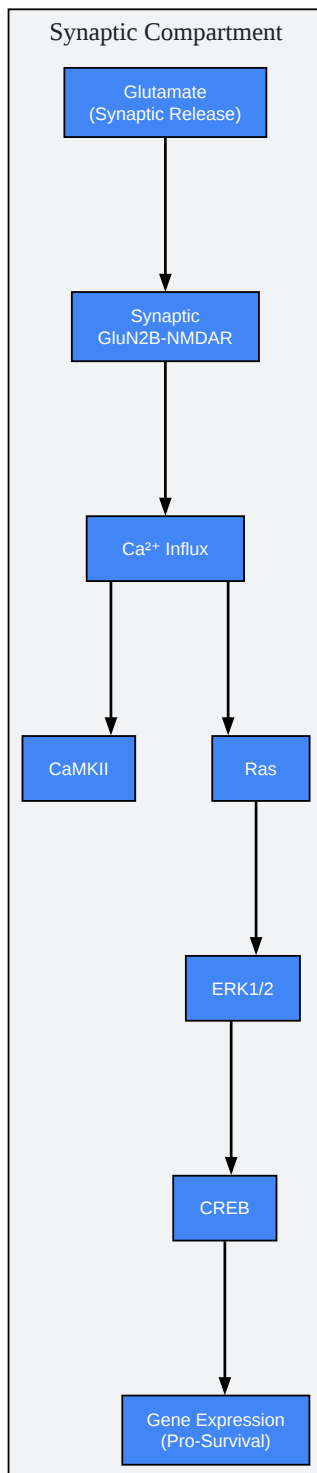 Synaptic Compartment
Glutamate
(Synaptic Release)
Synaptic
GluN2B-NMDAR
Ca²⁺ Influx
CaMKII
Ras
ERK1/2
CREB
Gene Expression
(Pro-Survival)